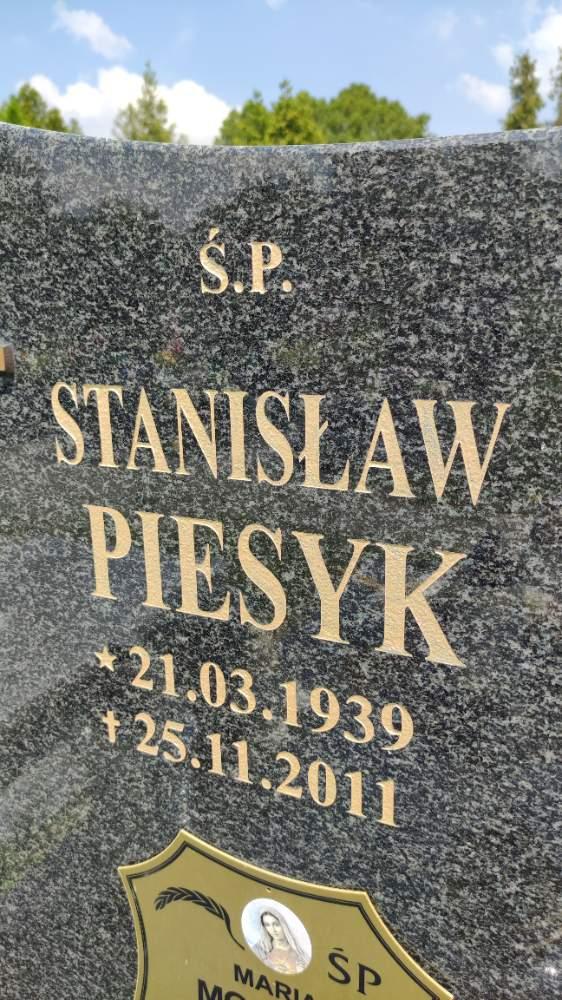 Ś.P.
STANISŁAW
PIESYK
★21.03.1939
✝25.11.2011
ŚP
MARIA